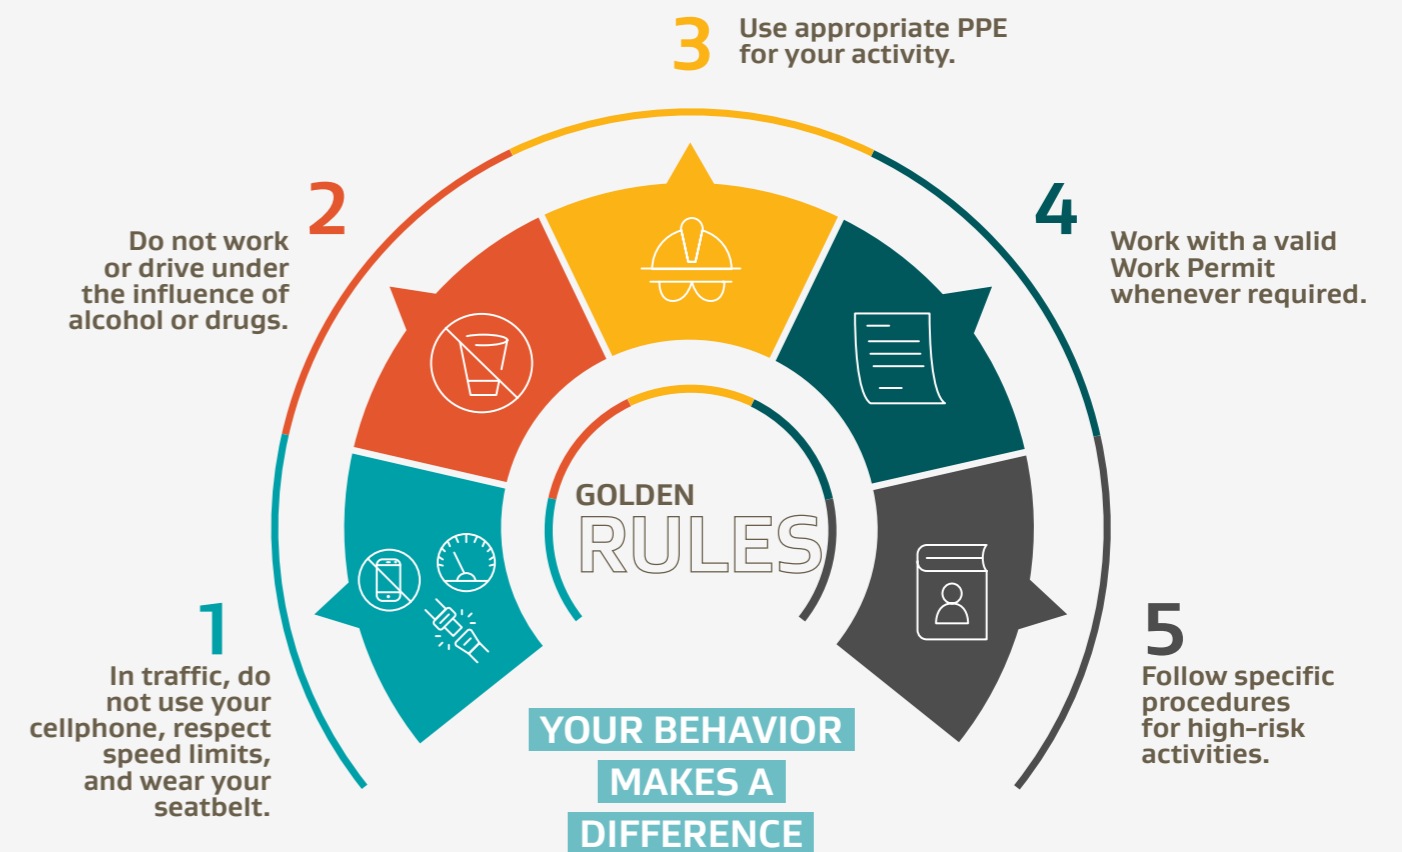 3
Use appropriate PPE
for your activity.
2
Do not work
or drive under
the influence of
alcohol or drugs.
4
Work with a valid
Work Permit
whenever required.
GOLDEN
RULES
1
In traffic, do
not use your
cellphone, respect
speed limits,
and wear your
seatbelt.
5
Follow specific
procedures
for high-risk
activities.
YOUR BEHAVIOR
MAKES A
DIFFERENCE